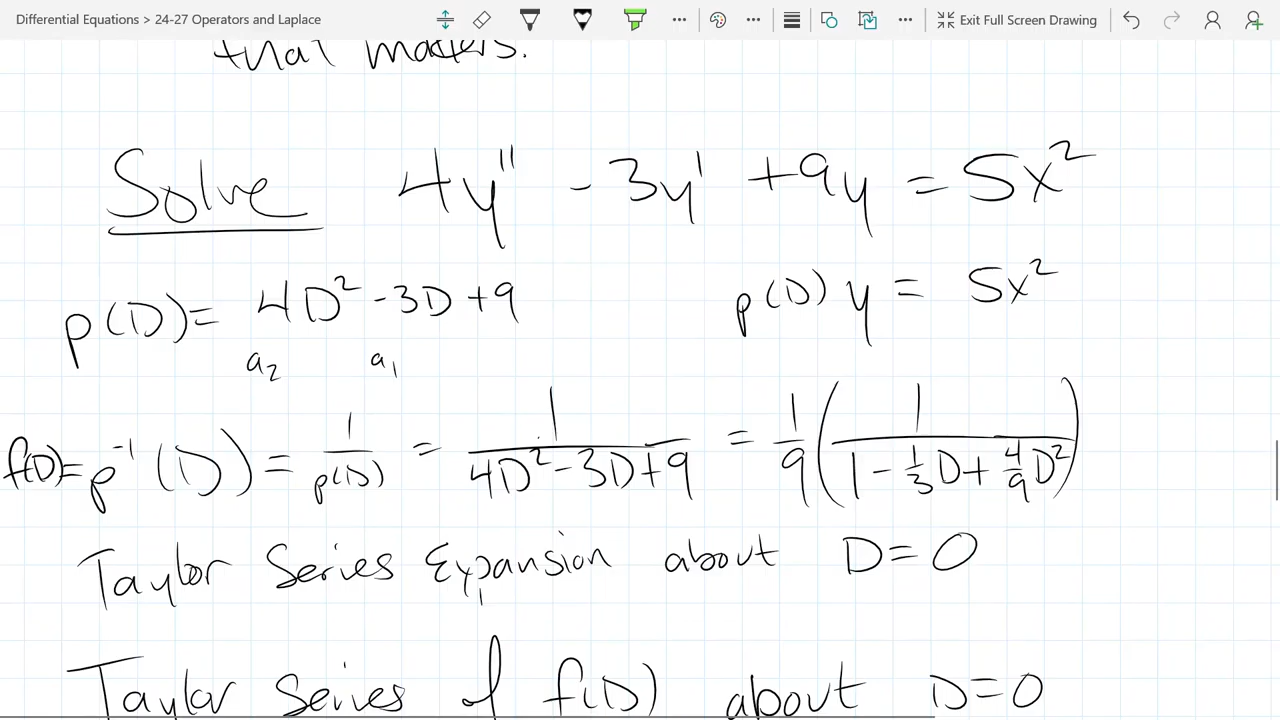 Differential Equations > 24-27 Operators and Laplace
Exit Full Screen Drawing
that matters.
Solve 4y'' - 3y' + 9y = 5x²
p(D) = 4D² - 3D + 9 p(D) y = 5x²
a₂ a₁
f(D) = p⁻¹(D) = 1/p(D) = 1/(4D² - 3D + 9) = 1/9 (1/(1 - 1/3 D + 4/9 D²))
Taylor Series Expansion about D = 0
Taylor Series of f(D) about D = 0